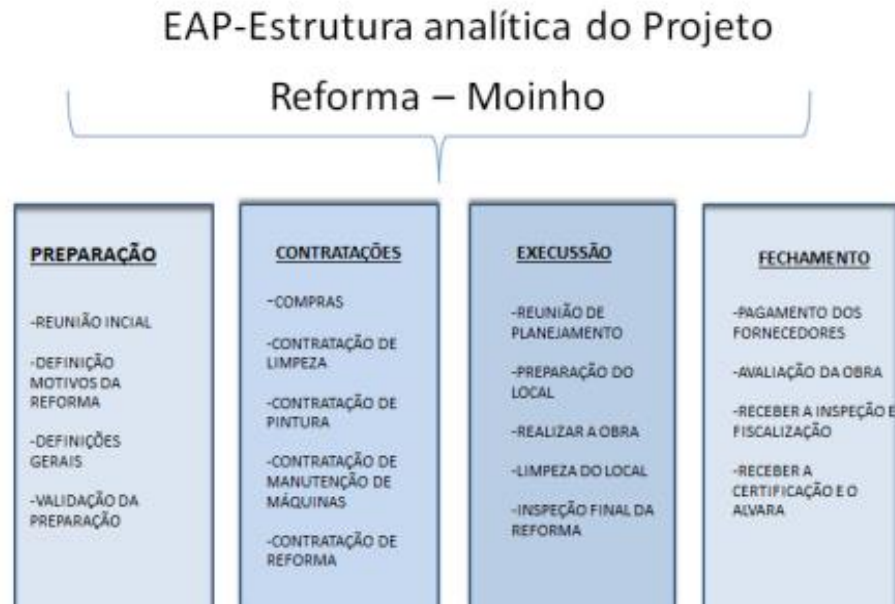 EAP-Estrutura analítica do Projeto
Reforma – Moinho
PREPARAÇÃO
-REUNIÃO INCIAL
-DEFINIÇÃO
MOTIVOS DA
REFORMA
-DEFINIÇÕES
GERAIS
-VALIDAÇÃO DA
PREPARAÇÃO
CONTRATAÇÕES
-COMPRAS
-CONTRATAÇÃO DE
LIMPEZA
-CONTRATAÇÃO DE
PINTURA
-CONTRATAÇÃO DE
MANUTENÇÃO DE
MÁQUINAS
-CONTRATAÇÃO DE
REFORMA
EXECUSSÃO
-REUNIÃO DE
PLANEJAMENTO
-PREPARAÇÃO DO
LOCAL
-REALIZAR A OBRA
-LIMPEZA DO LOCAL
-INSPEÇÃO FINAL DA
REFORMA
FECHAMENTO
-PAGAMENTO DOS
FORNECEDORES
-AVALIAÇÃO DA OBRA
-RECEBER A INSPEÇÃO E
FISCALIZAÇÃO
-RECEBER A
CERTIFICAÇÃO E O
ALVARA